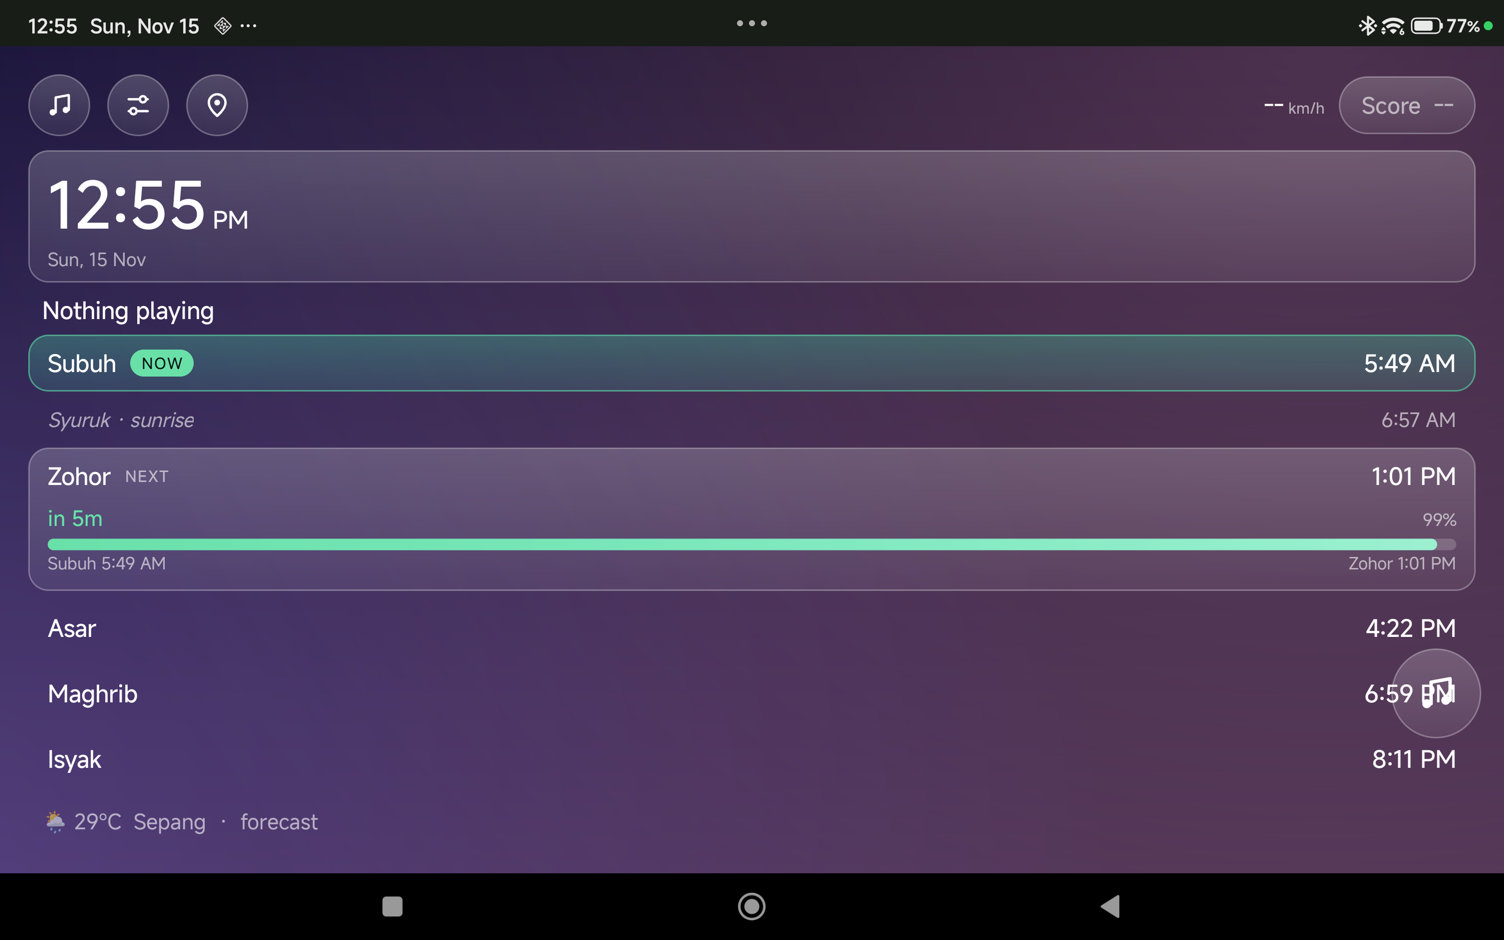 12:55 Sun, Nov 15 ··· 77%
-- km/h Score --
12:55 PM
Sun, 15 Nov
Nothing playing
Subuh NOW 5:49 AM
Syuruk · sunrise 6:57 AM
Zohor NEXT 1:01 PM
in 5m 99%
Subuh 5:49 AM Zohor 1:01 PM
Asar 4:22 PM
Maghrib 6:59 PM
Isyak 8:11 PM
29°C Sepang · forecast